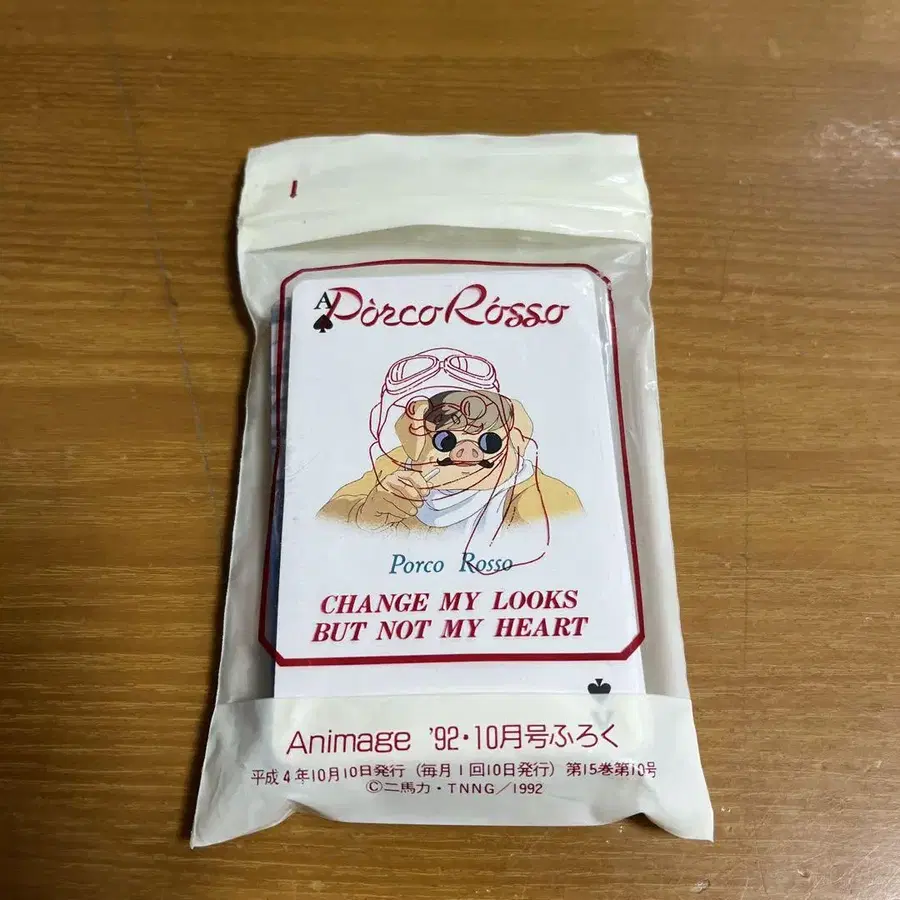 A
Pòrco Rósso
Porco Rosso
CHANGE MY LOOKS
BUT NOT MY HEART
A
Animage '92・10月号ふろく
平成4年10月10日発行（毎月1回10日発行）第15巻第10号
©二馬力・TNNG／1992